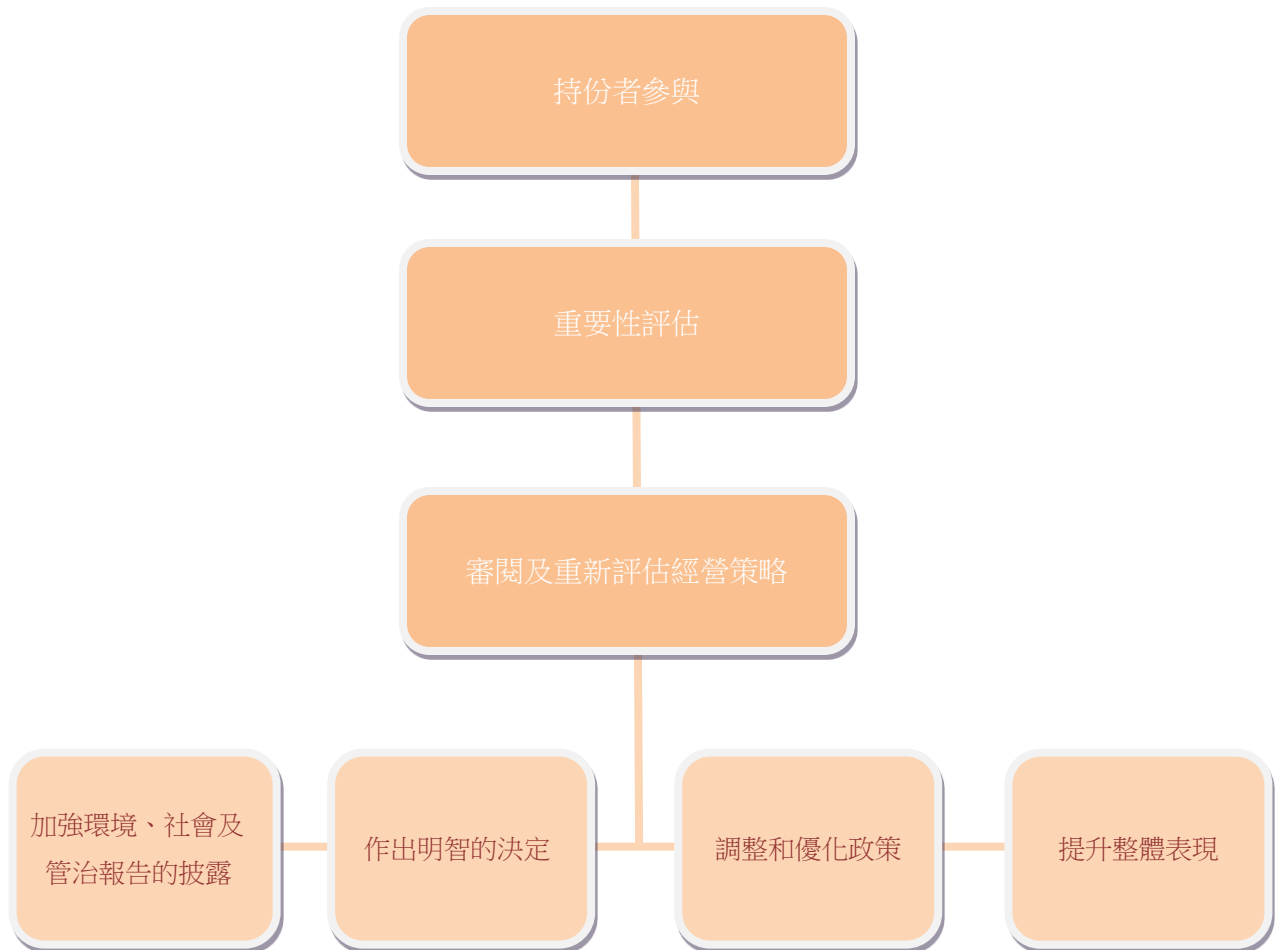 持份者參與
重要性評估
審閱及重新評估經營策略
加強環境、社會及
管治報告的披露
作出明智的決定
調整和優化政策
提升整體表現